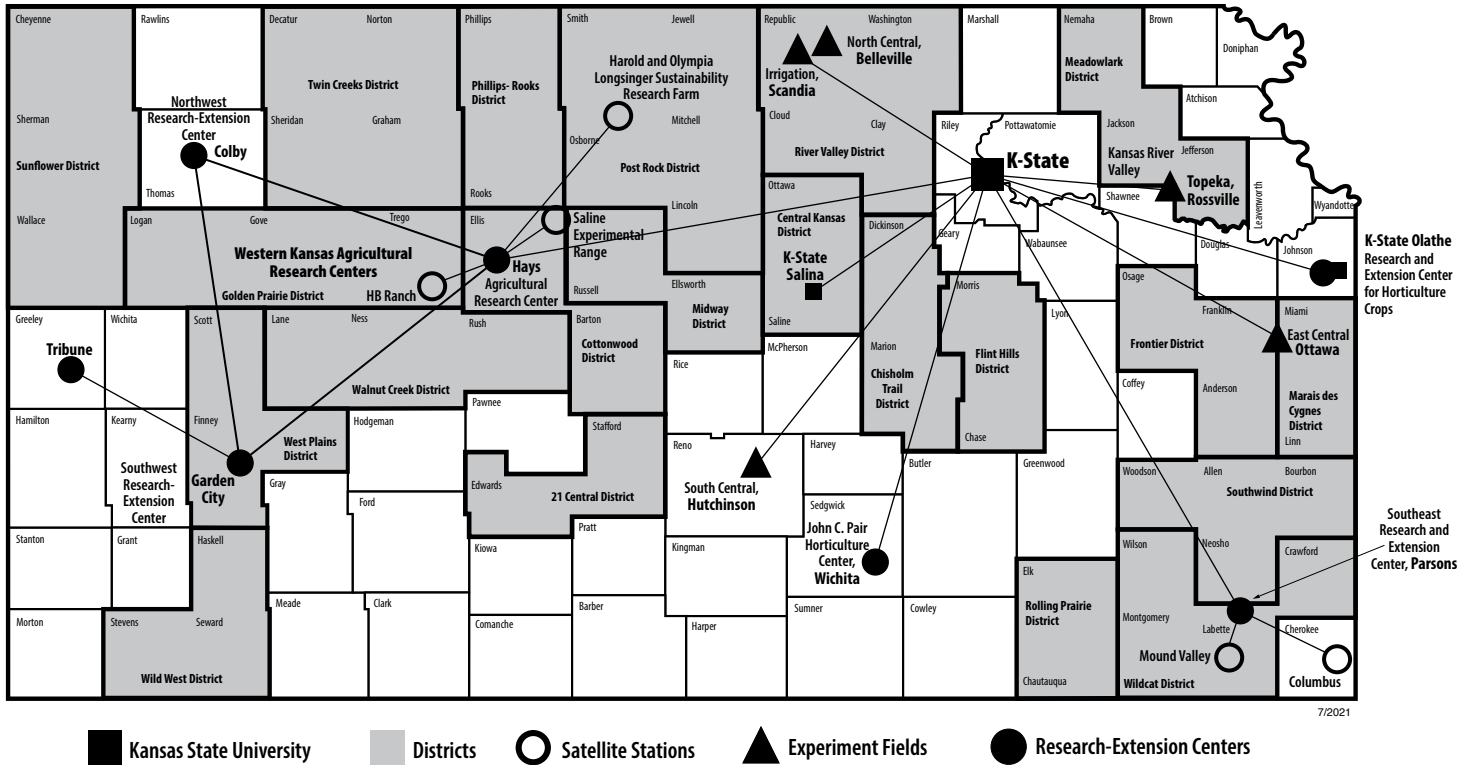 Cheyenne
Rawlins
Decatur
Norton
Phillips
Smith
Jewell
Republic
Washington
Marshall
Nemaha
Brown
Doniphan
Harold and Olympia
Longsinger Sustainability
Research Farm
North Central,
Belleville
Irrigation,
Scandia
Meadowlark
District
Twin Creeks District
Phillips- Rooks
District
Northwest
Research-Extension
Center
Colby
Sherman
Sheridan
Graham
Osborne
Mitchell
Cloud
Clay
Riley
Pottawatomie
Jackson
Atchison
Jefferson
Sunflower District
Post Rock District
River Valley District
K-State
Kansas River
Valley
Topeka,
Rossville
Thomas
Rooks
Lincoln
Ottawa
Shawnee
Leavenworth
Wyandotte
Wallace
Logan
Gove
Trego
Ellis
Saline
Experimental
Range
Central Kansas
District
K-State
Salina
Dickinson
Geary
Wabaunsee
Douglas
Johnson
K-State Olathe
Research and
Extension Center
for Horticulture
Crops
Western Kansas Agricultural
Research Centers
HB Ranch
Golden Prairie District
Hays
Agricultural
Research Center
Russell
Ellsworth
Midway
District
Saline
Morris
Osage
Franklin
Miami
East Central
Ottawa
Greeley
Wichita
Scott
Lane
Ness
Rush
Barton
Cottonwood
District
Rice
McPherson
Marion
Chisholm
Trail
District
Flint Hills
District
Lyon
Frontier District
Coffey
Anderson
Marais des
Cygnes
District
Linn
Tribune
Walnut Creek District
Hamilton
Kearny
Finney
West Plains
District
Hodgeman
Pawnee
Stafford
Reno
Harvey
Chase
Butler
Greenwood
Woodson
Allen
Bourbon
Southwind District
Southwest
Research-
Extension
Center
Garden
City
Gray
Ford
Edwards
21 Central District
South Central,
Hutchinson
Sedgwick
John C. Pair
Horticulture
Center,
Wichita
Southeast
Research and
Extension
Center, Parsons
Stanton
Grant
Haskell
Kiowa
Pratt
Kingman
Wilson
Neosho
Crawford
Elk
Rolling Prairie
District
Morton
Stevens
Seward
Meade
Clark
Comanche
Barber
Harper
Sumner
Cowley
Chautauqua
Montgomery
Labette
Cherokee
Mound Valley
Columbus
Wild West District
Wildcat District
7/2021
Kansas State University
Districts
Satellite Stations
Experiment Fields
Research-Extension Centers